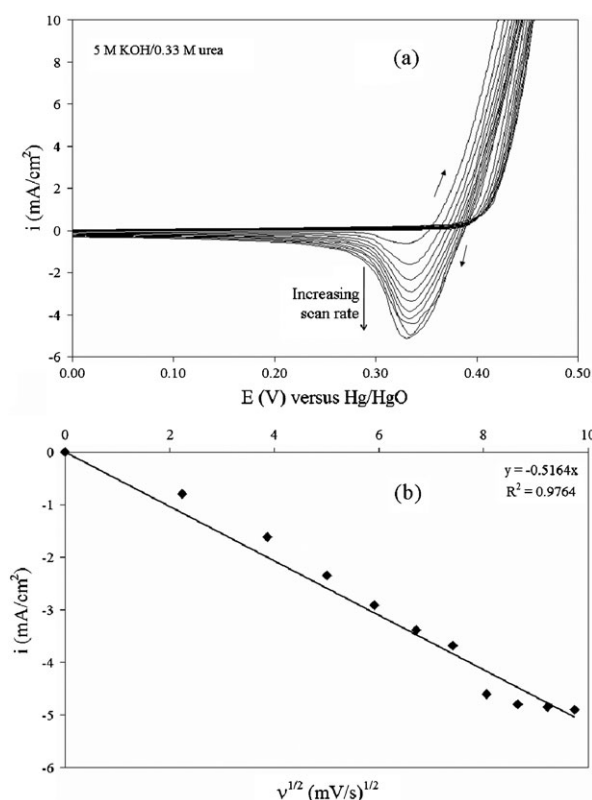 5 M KOH/0.33 M urea
(a)
10
8
6
4
2
0
-2
-4
-6
i (mA/cm²)
Increasing
scan rate
0.00 0.10 0.20 0.30 0.40 0.50
E (V) versus Hg/HgO
0 2 4 6 8 10
y = -0.5164x
R² = 0.9764
(b)
0
-1
-2
-3
-4
-5
-6
i (mA/cm²)
ν¹/² (mV/s)¹/²